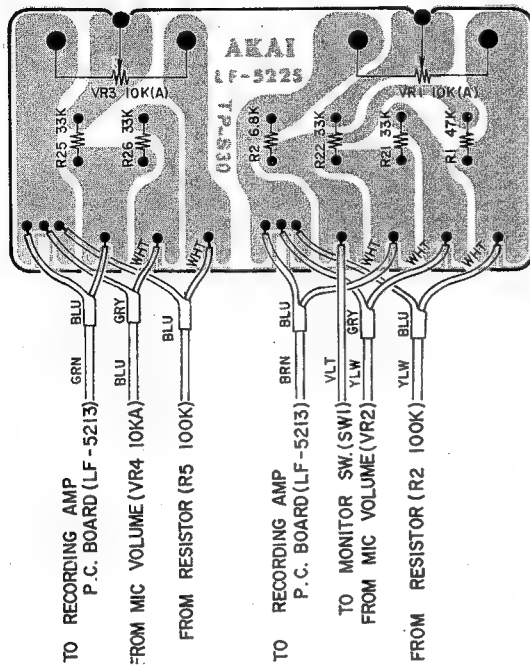 AKAI
LF-5225
TP-630
VR3 10K(A)
VR1 10K(A)
R25 33K
R26 33K
R2 6.8K
R22 33K
R21 33K
R1 47K
WHT
WHT
WHT
WHT
WHT
BLU
GRY
BLU
BLU
GRY
BLU
GRN
BLU
BRN
VLT
YLW
YLW
TO RECORDING AMP
P.C. BOARD (LF-5213)
FROM MIC VOLUME (VR4 10KA)
FROM RESISTOR (R5 100K)
TO RECORDING AMP
P.C. BOARD (LF-5213)
TO MONITOR SW. (SW1)
FROM MIC VOLUME (VR2)
FROM RESISTOR (R2 100K)